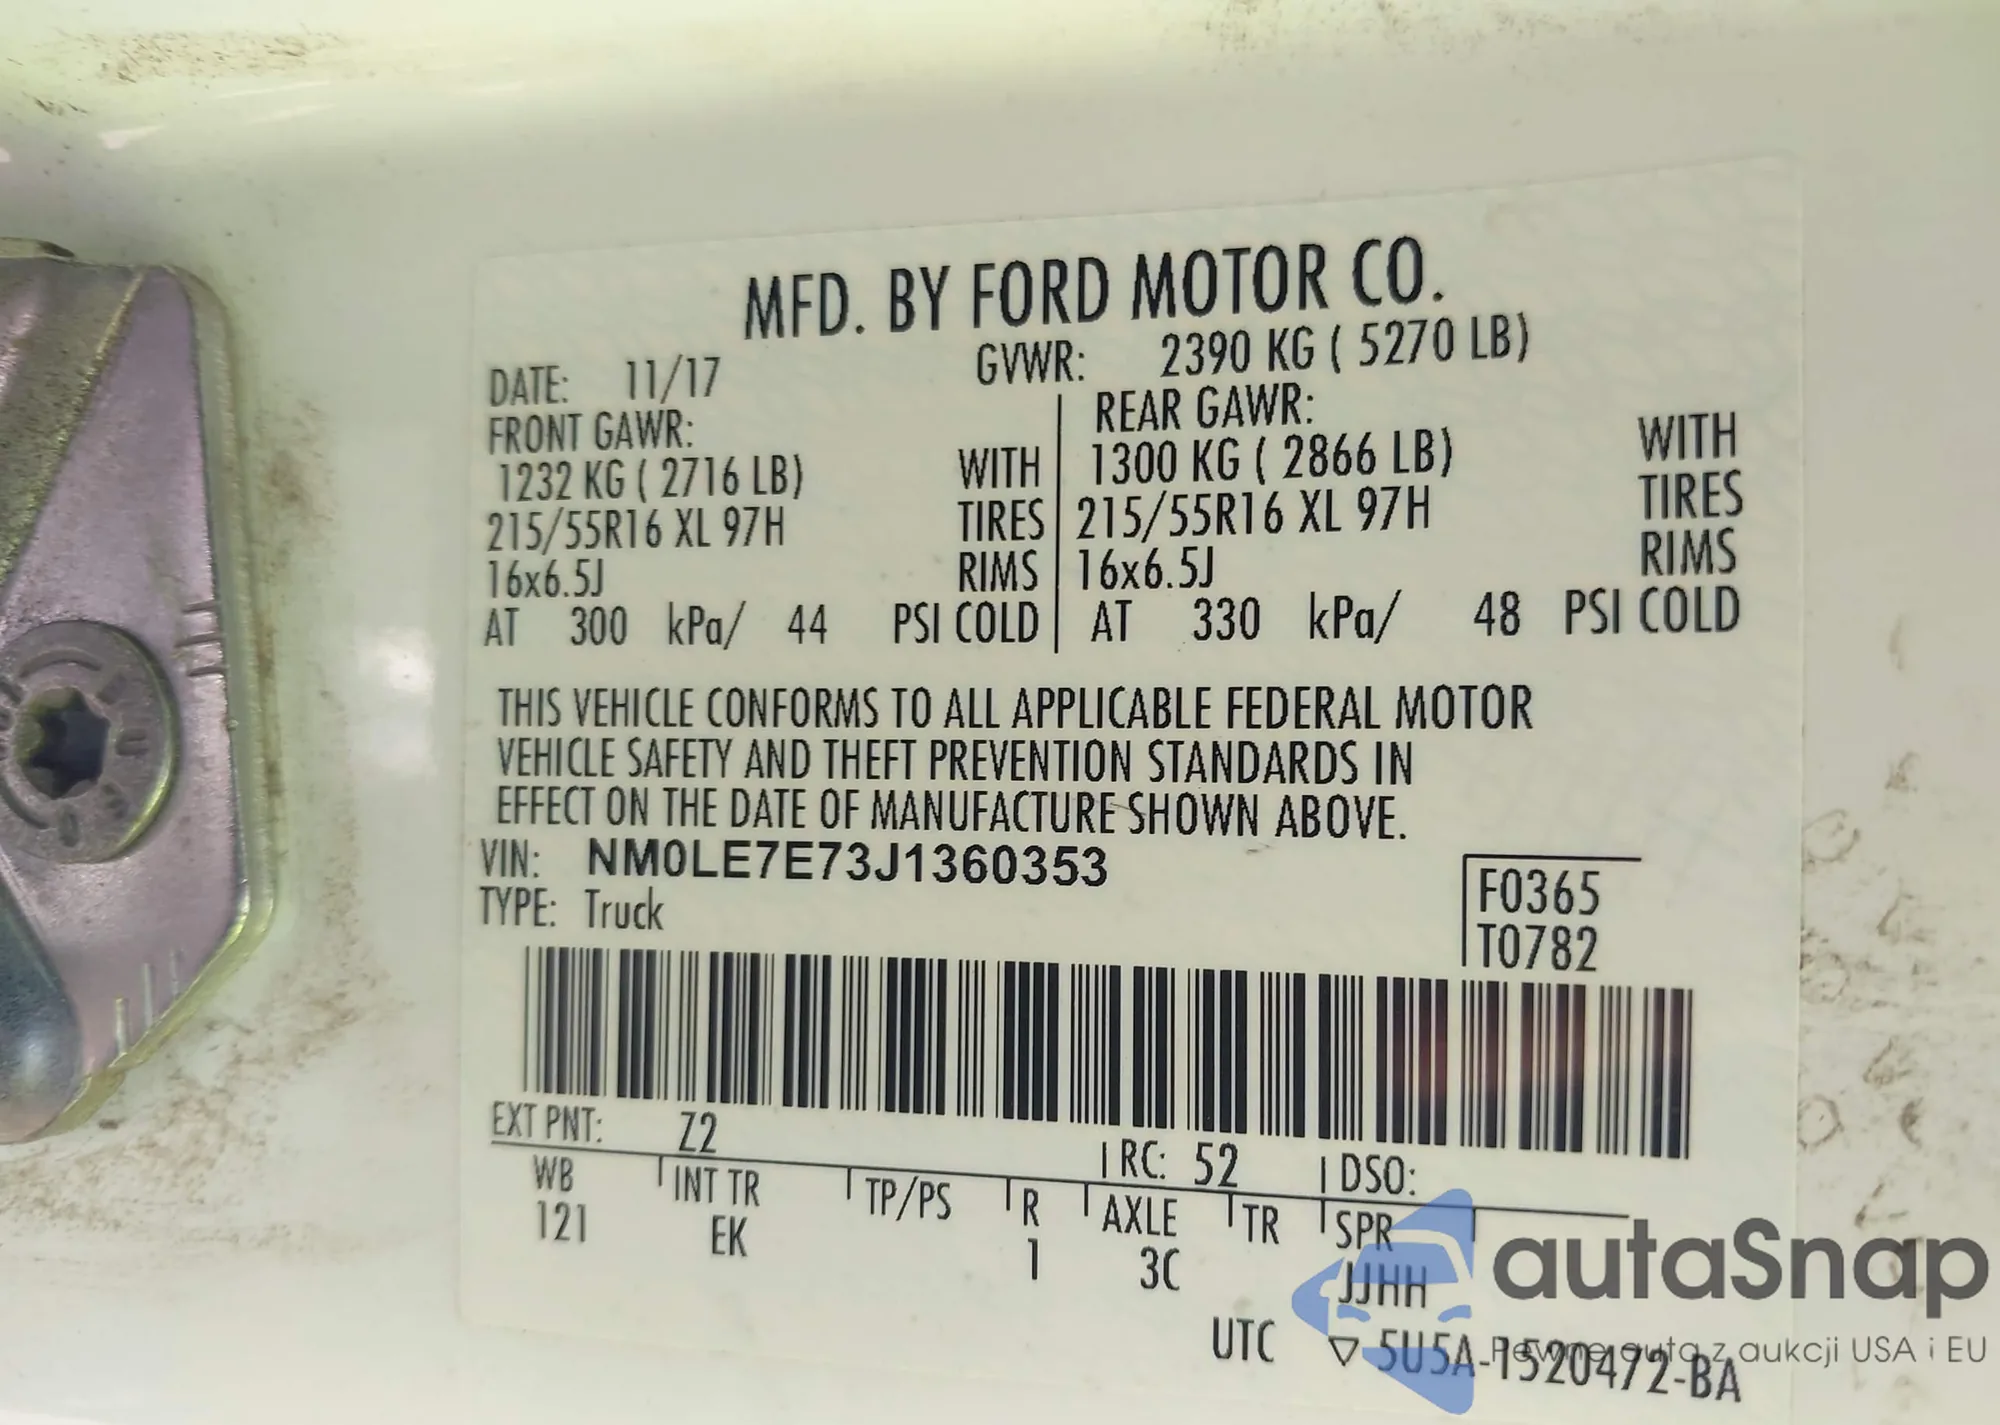 MFD. BY FORD MOTOR CO.
DATE: 11/17 GVWR: 2390 KG ( 5270 LB)
FRONT GAWR: REAR GAWR:
1232 KG ( 2716 LB) WITH 1300 KG ( 2866 LB) WITH
215/55R16 XL 97H TIRES 215/55R16 XL 97H TIRES
16x6.5J RIMS 16x6.5J RIMS
AT 300 kPa/ 44 PSI COLD AT 330 kPa/ 48 PSI COLD
THIS VEHICLE CONFORMS TO ALL APPLICABLE FEDERAL MOTOR
VEHICLE SAFETY AND THEFT PREVENTION STANDARDS IN
EFFECT ON THE DATE OF MANUFACTURE SHOWN ABOVE.
VIN: NM0LE7E73J1360353
TYPE: Truck
F0365
T0782
EXT PNT: Z2 RC: 52 DSO:
WB INT TR TP/PS R AXLE TR SPR
121 EK 1 3C JJHH
UTC ▽ 5U5A-1520472-BA
autaSnap
Pewne auta z aukcji USA i EU